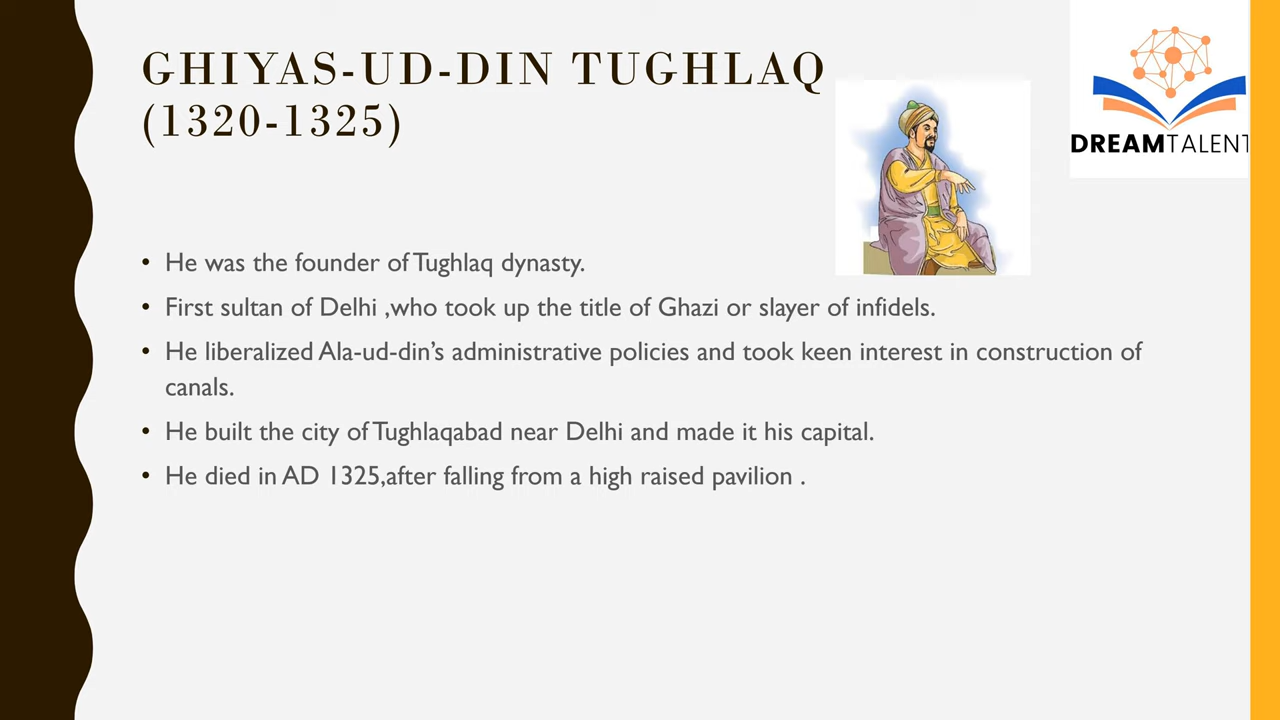 GHIYAS-UD-DIN TUGHLAQ
(1320-1325)
DREAMTALENT
• He was the founder of Tughlaq dynasty.
• First sultan of Delhi ,who took up the title of Ghazi or slayer of infidels.
• He liberalized Ala-ud-din’s administrative policies and took keen interest in construction of
canals.
• He built the city of Tughlaqabad near Delhi and made it his capital.
• He died in AD 1325,after falling from a high raised pavilion .